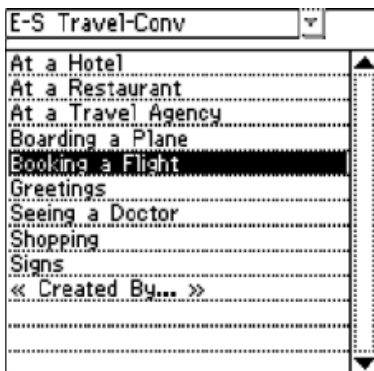 E-S Travel-Conv
At a Hotel
At a Restaurant
At a Travel Agency
Boarding a Plane
Booking a Flight
Greetings
Seeing a Doctor
Shopping
Signs
« Created By... »